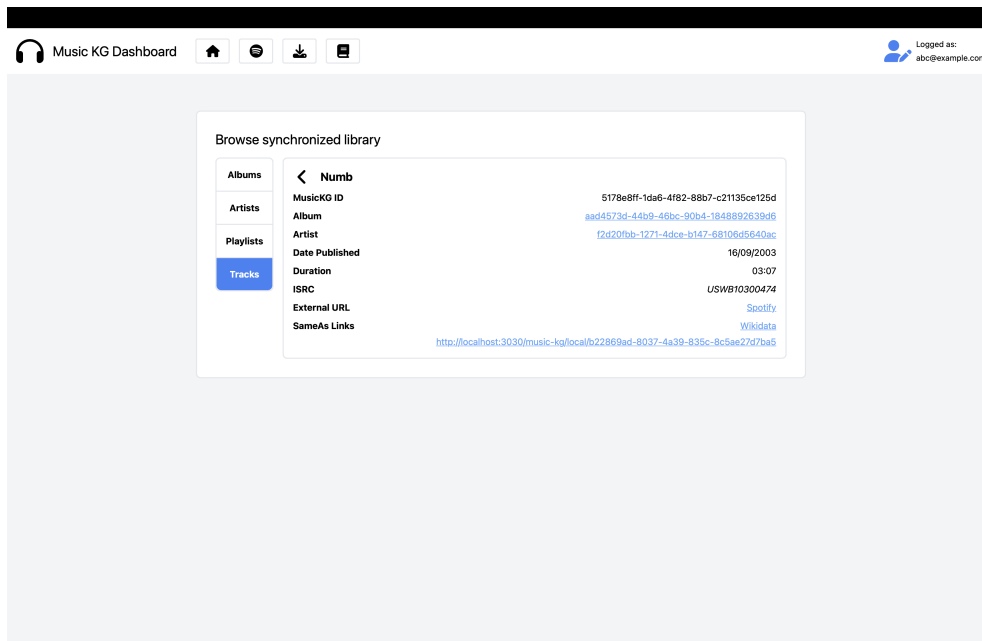 Music KG Dashboard
Logged as:
abc@example.com
Browse synchronized library
Albums
Artists
Playlists
Tracks
Numb
MusicKG ID 5178e8ff-1da6-4f82-88b7-c21135ce125d
Album aad4573d-44b9-46bc-90b4-1848892639d6
Artist f2d20fbb-1271-4dce-b147-68106d5640ac
Date Published 16/09/2003
Duration 03:07
ISRC USWB10300474
External URL Spotify
SameAs Links Wikidata
http://localhost:3030/music-kg/local/b22869ad-8037-4a39-835c-8c5ae27d7ba5